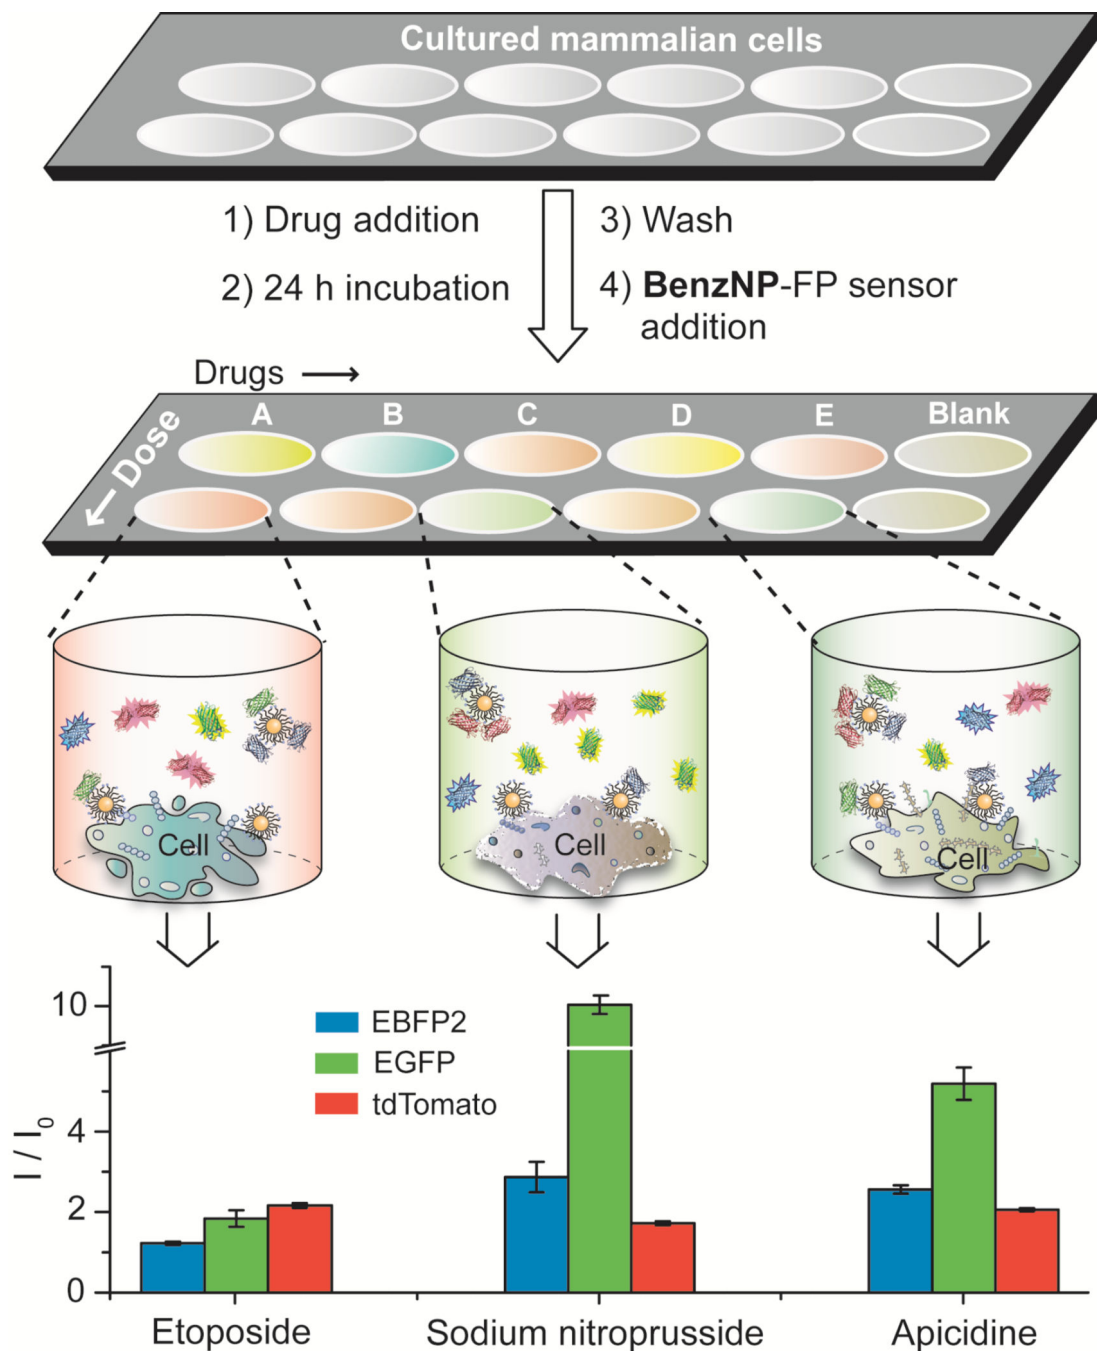 Cultured mammalian cells
1) Drug addition
2) 24 h incubation
3) Wash
4) BenzNP-FP sensor
addition
Drugs →
← Dose
A B C D E Blank
Cell
Cell
Cell
I / I0
10
4
2
0
EBFP2
EGFP
tdTomato
Etoposide
Sodium nitroprusside
Apicidine